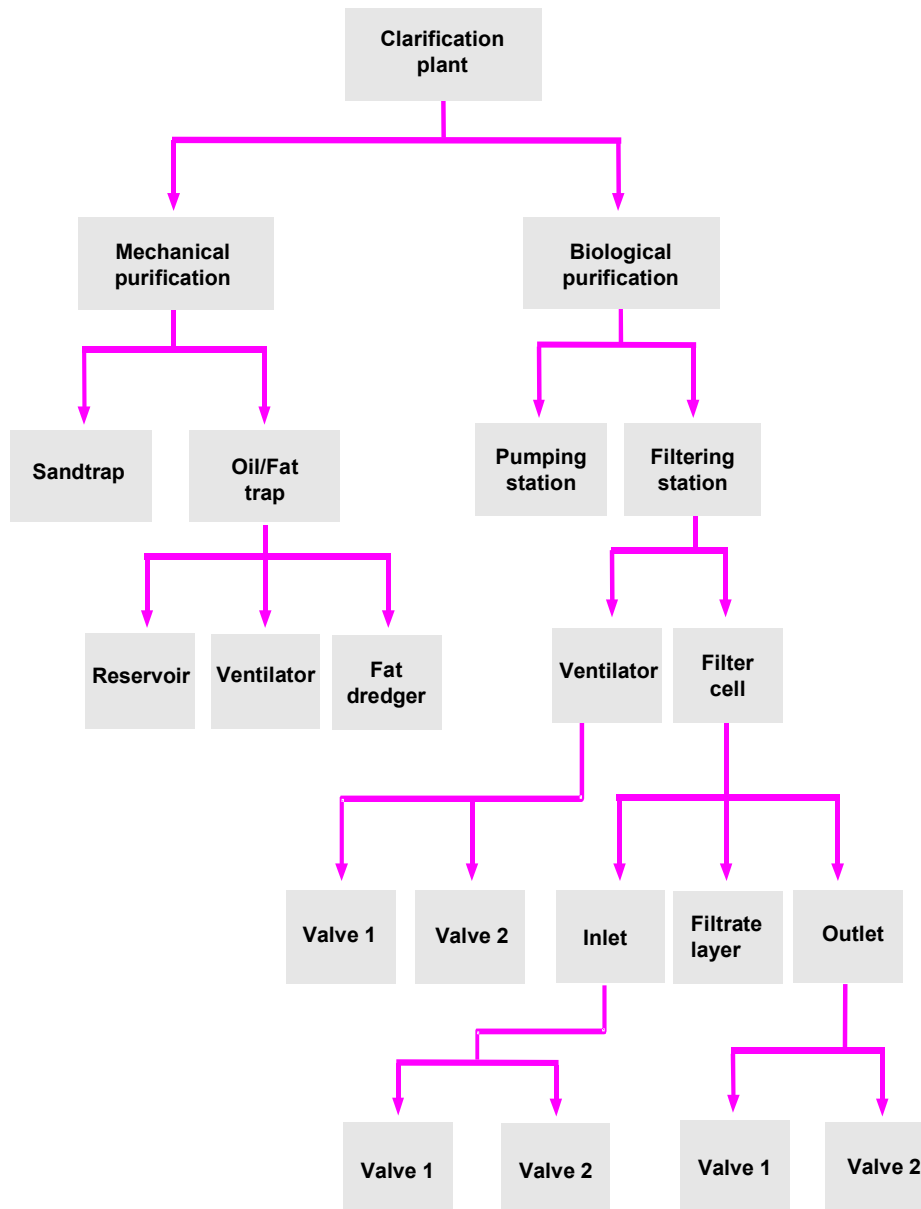 Clarification
plant
Mechanical
purification
Biological
purification
Sandtrap
Oil/Fat
trap
Pumping
station
Filtering
station
Reservoir
Ventilator
Fat
dredger
Ventilator
Filter
cell
Valve 1
Valve 2
Inlet
Filtrate
layer
Outlet
Valve 1
Valve 2
Valve 1
Valve 2